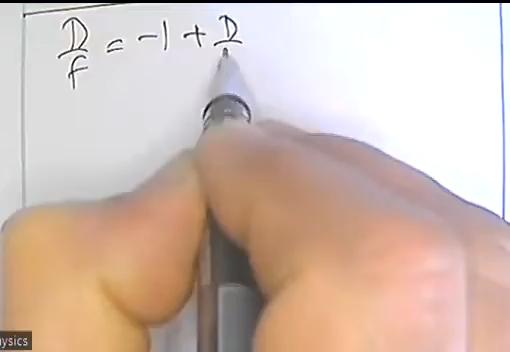 D/f = -1 + D
ysics